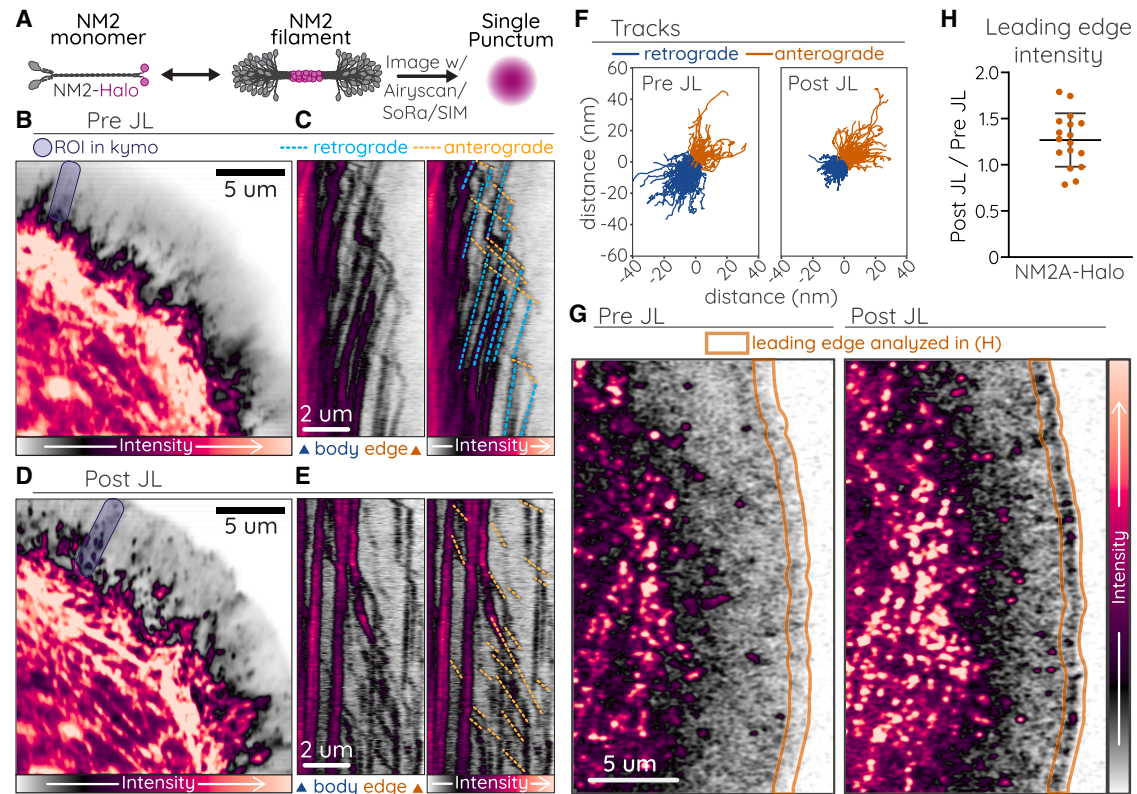 A
NM2
monomer
NM2-Halo
NM2
filament
Image w/
Airyscan/
SoRa/SIM
Single
Punctum
B
Pre JL
ROI in kymo
5 um
Intensity
C
retrograde
anterograde
2 um
body
edge
Intensity
D
Post JL
5 um
Intensity
E
2 um
body
edge
Intensity
F
Tracks
retrograde
anterograde
distance (nm)
60
40
20
0
-20
-40
-60
Pre JL
-40
-20
0
20
40
Post JL
-40
-20
0
20
40
distance (nm)
H
Leading edge
intensity
Post JL / Pre JL
2.0
1.5
1.0
0.5
0
NM2A-Halo
G
Pre JL
Post JL
leading edge analyzed in (H)
5 um
Intensity